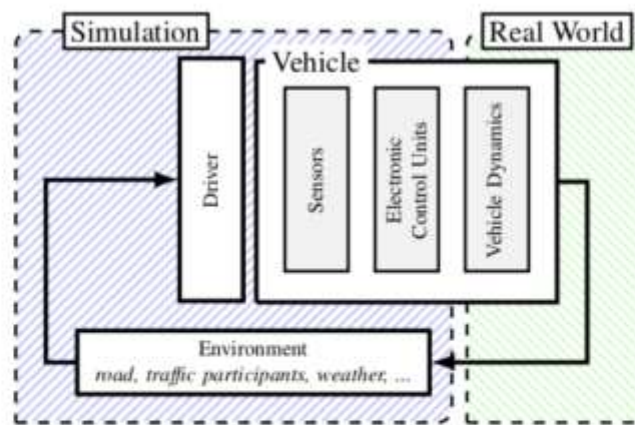 Simulation
Real World
Vehicle
Driver
Sensors
Electronic
Control Units
Vehicle Dynamics
Environment
road, traffic participants, weather, ...